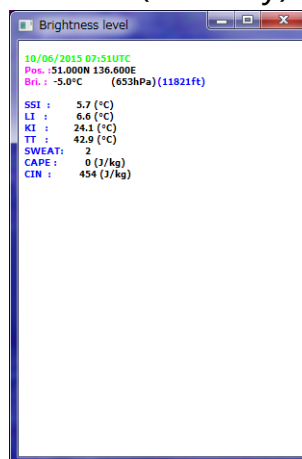 Brightness level
10/06/2015 07:51UTC
Pos. :51.000N 136.600E
Bri. : -5.0°C (653hPa)(11821ft)
SSI : 5.7 (°C)
LI : 6.6 (°C)
KI : 24.1 (°C)
TT : 42.9 (°C)
SWEAT: 2
CAPE : 0 (J/kg)
CIN : 454 (J/kg)